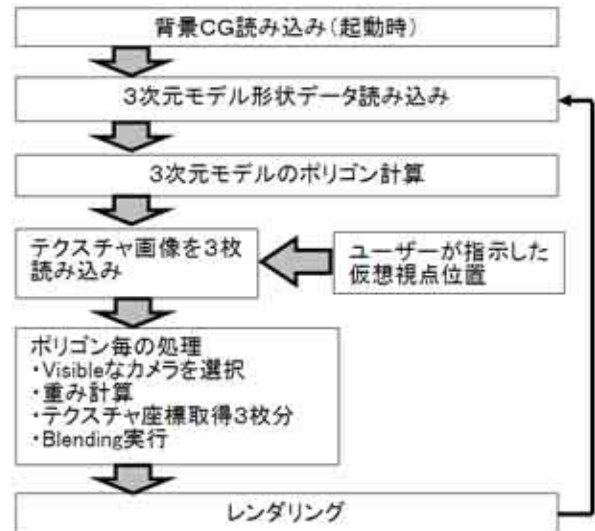 背景CG読み込み(起動時)
3次元モデル形状データ読み込み
3次元モデルのポリゴン計算
テクスチャ画像を3枚
読み込み
ユーザーが指示した
仮想視点位置
ポリゴン毎の処理
・Visibleなカメラを選択
・重み計算
・テクスチャ座標取得3枚分
・Blending実行
レンダリング